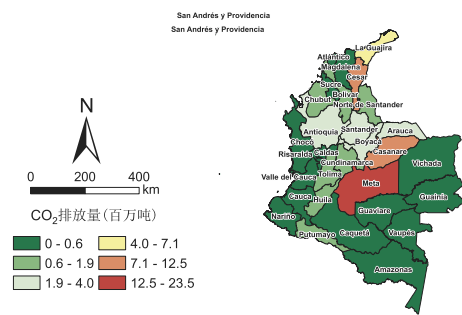 San Andrés y Providencia
San Andrés y Providencia
La Guajira
Atlántico
Magdalena
Cesar
Sucre
Bolívar
Chubut
Norte de Santander
Antioquia
Santander
Arauca
Boyaca
Choco
Casanare
Risaralda
Caldas
Cundinamarca
Vichada
Valle del Cauca
Tolima
Meta
Cauca
Huila
Guainia
Guaviare
Nariño
Putumayo
Caquetá
Vaupés
Amazonas
N
0 200 400
km
CO2排放量(百万吨)
0 - 0.6
4.0 - 7.1
0.6 - 1.9
7.1 - 12.5
1.9 - 4.0
12.5 - 23.5